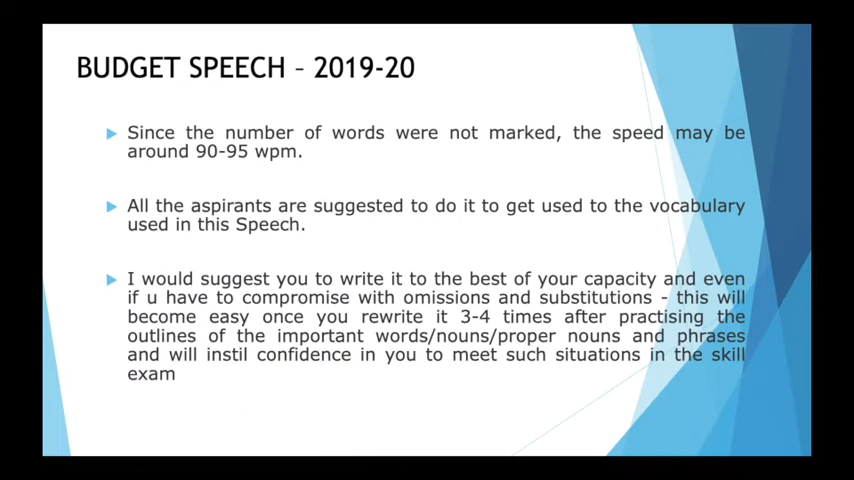 BUDGET SPEECH – 2019-20
Since the number of words were not marked, the speed may be
around 90-95 wpm.
All the aspirants are suggested to do it to get used to the vocabulary
used in this Speech.
I would suggest you to write it to the best of your capacity and even
if u have to compromise with omissions and substitutions - this will
become easy once you rewrite it 3-4 times after practising the
outlines of the important words/nouns/proper nouns and phrases
and will instil confidence in you to meet such situations in the skill
exam